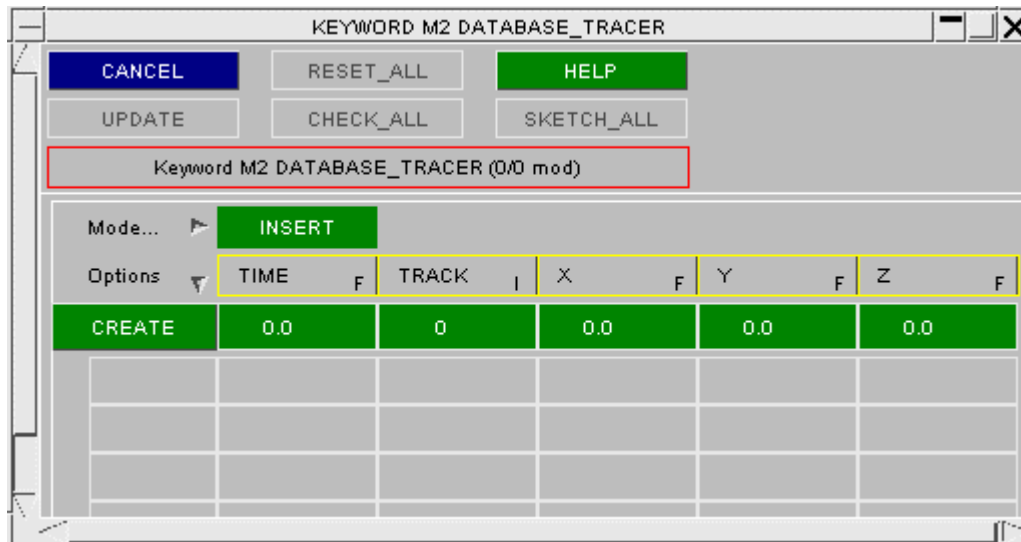 KEYWORD M2 DATABASE_TRACER
CANCEL RESET_ALL HELP
UPDATE CHECK_ALL SKETCH_ALL
Keyword M2 DATABASE_TRACER (0/0 mod)
Mode... INSERT
Options TIME F TRACK I X F Y F Z F
CREATE 0.0 0 0.0 0.0 0.0